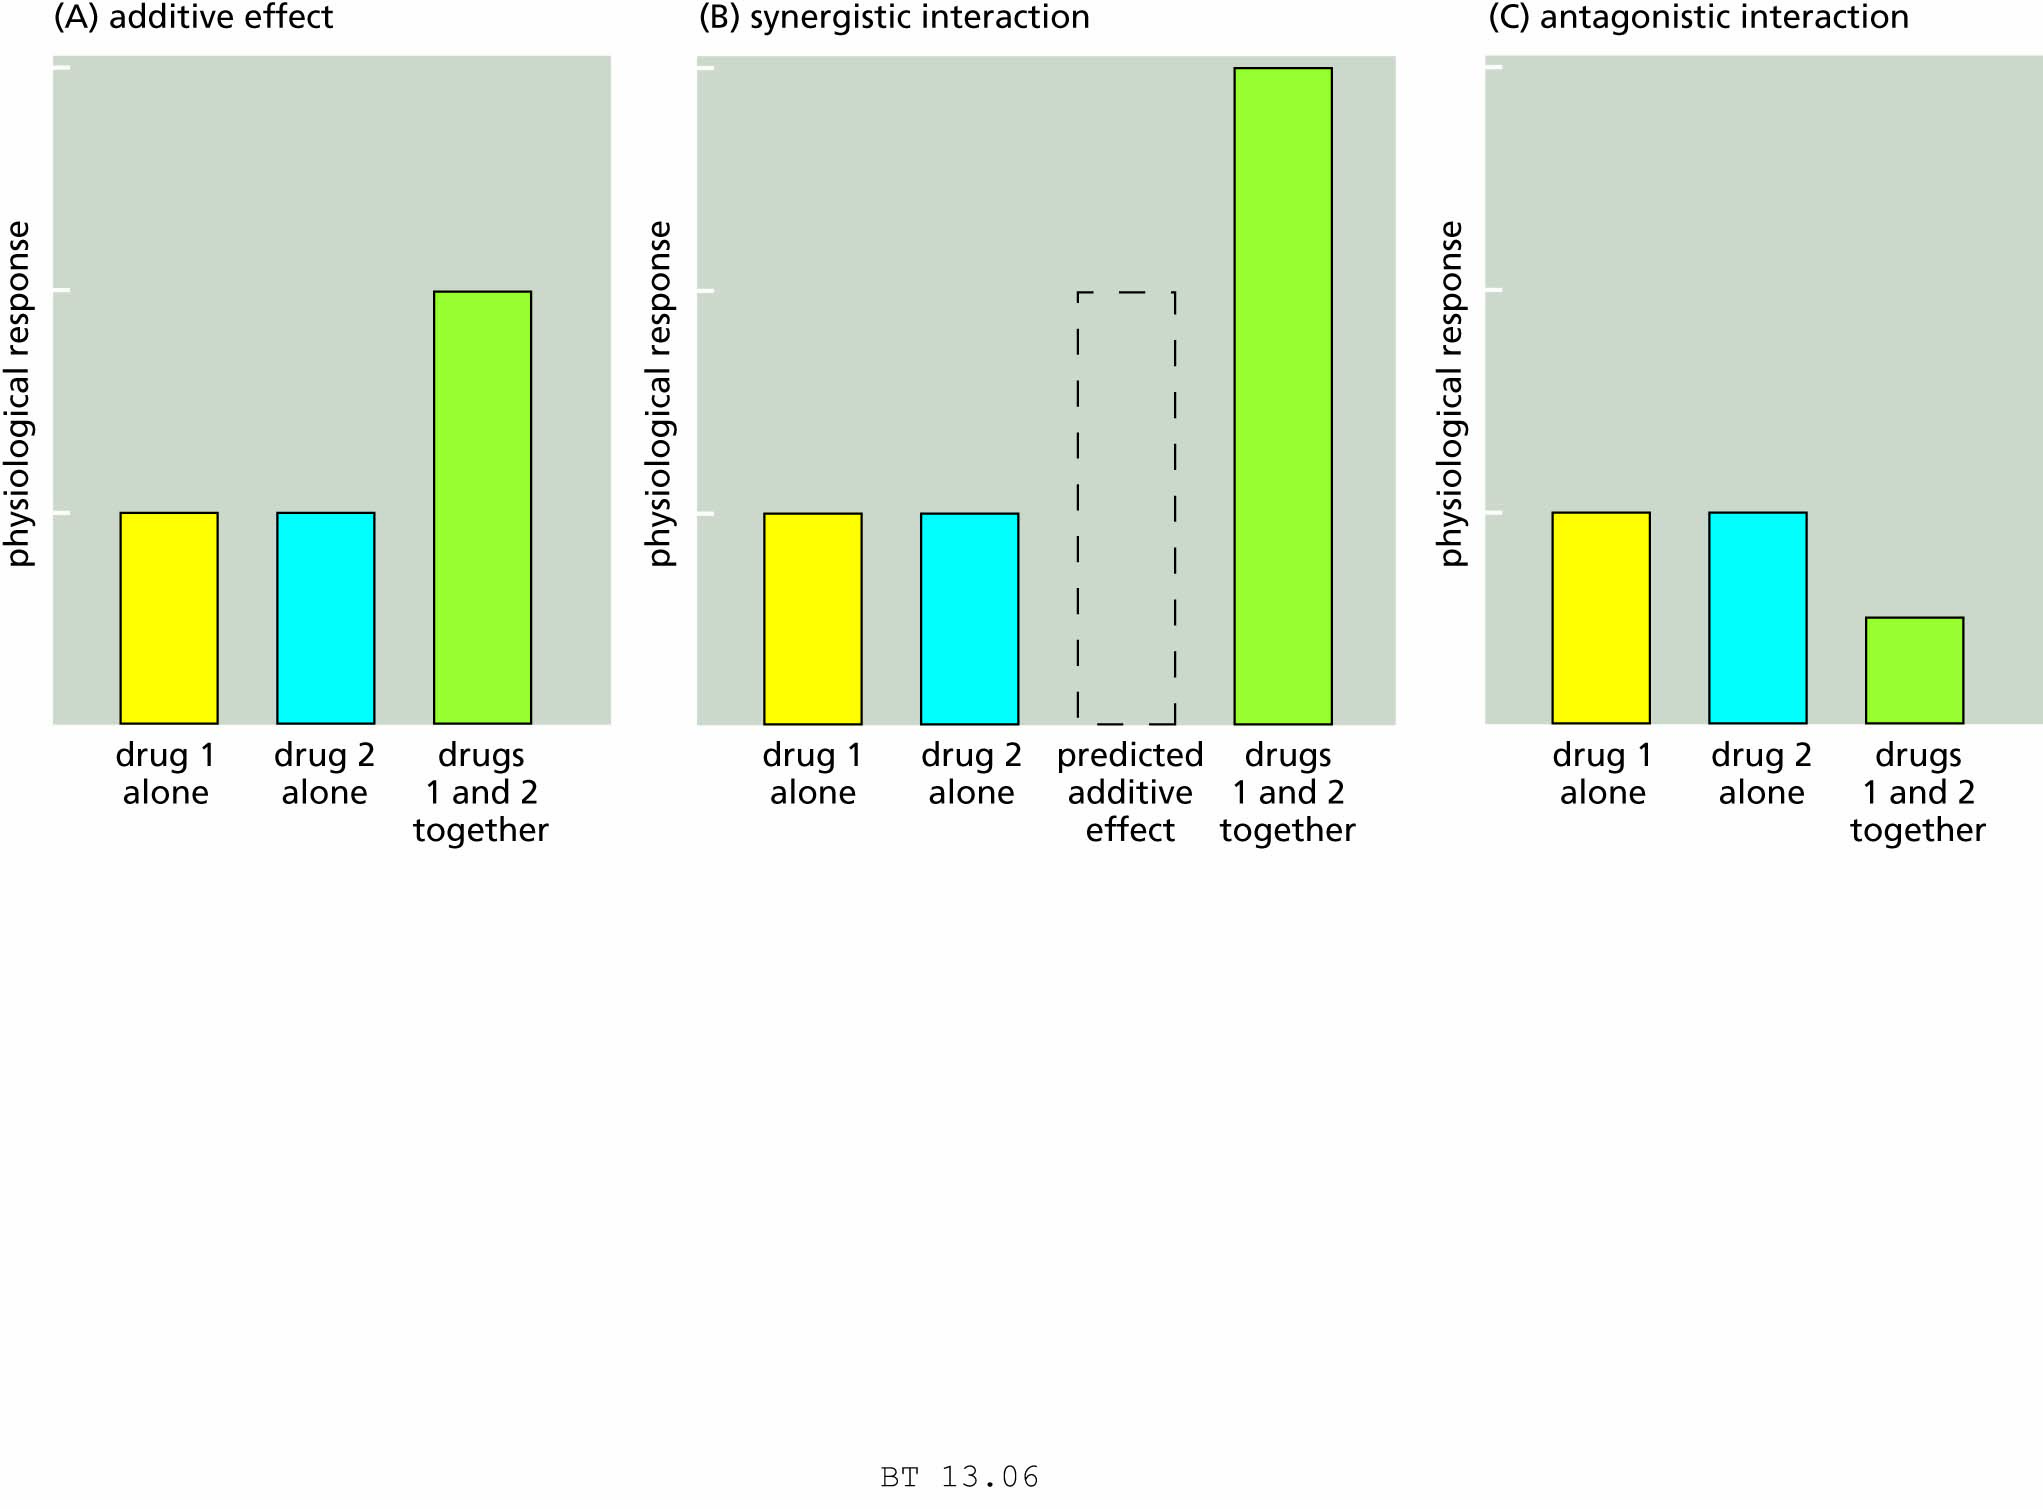 (A) additive effect
physiological response
drug 1
alone
drug 2
alone
drugs
1 and 2
together
(B) synergistic interaction
physiological response
drug 1
alone
drug 2
alone
predicted
additive
effect
drugs
1 and 2
together
(C) antagonistic interaction
physiological response
drug 1
alone
drug 2
alone
drugs
1 and 2
together
BT 13.06